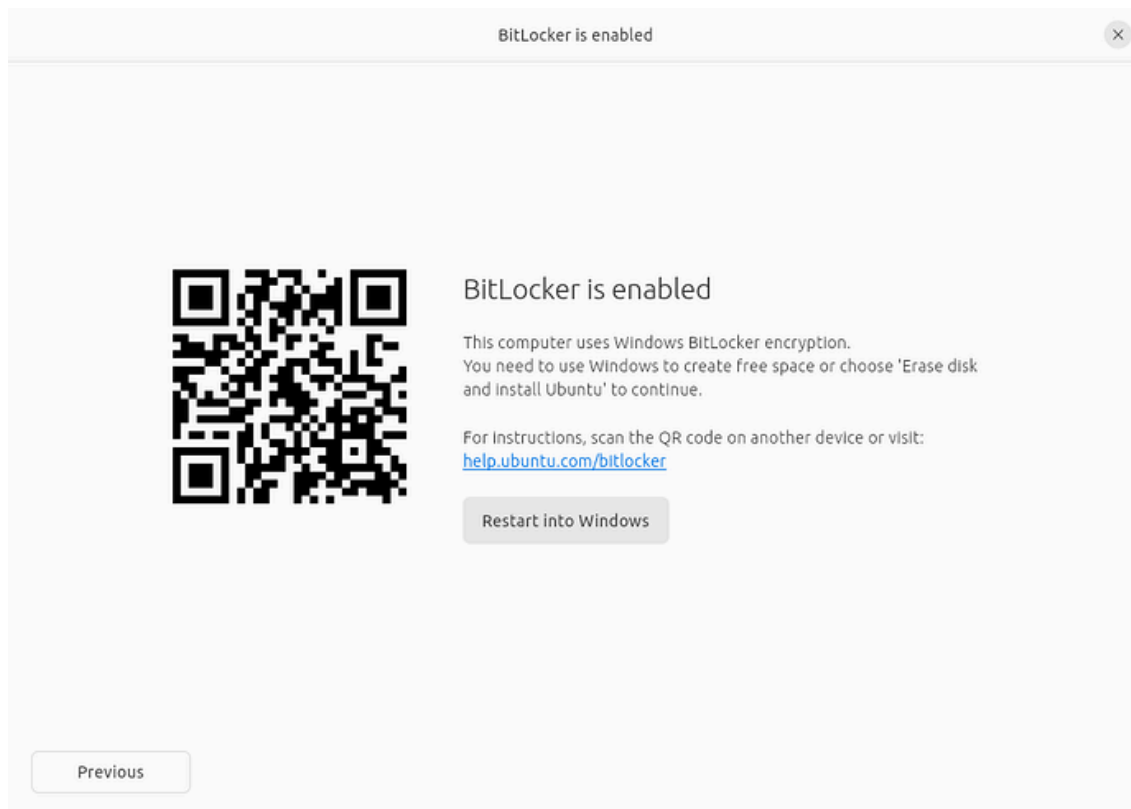 BitLocker is enabled
BitLocker is enabled
This computer uses Windows BitLocker encryption.
You need to use Windows to create free space or choose 'Erase disk
and install Ubuntu' to continue.
For instructions, scan the QR code on another device or visit:
help.ubuntu.com/bitlocker
Restart into Windows
Previous